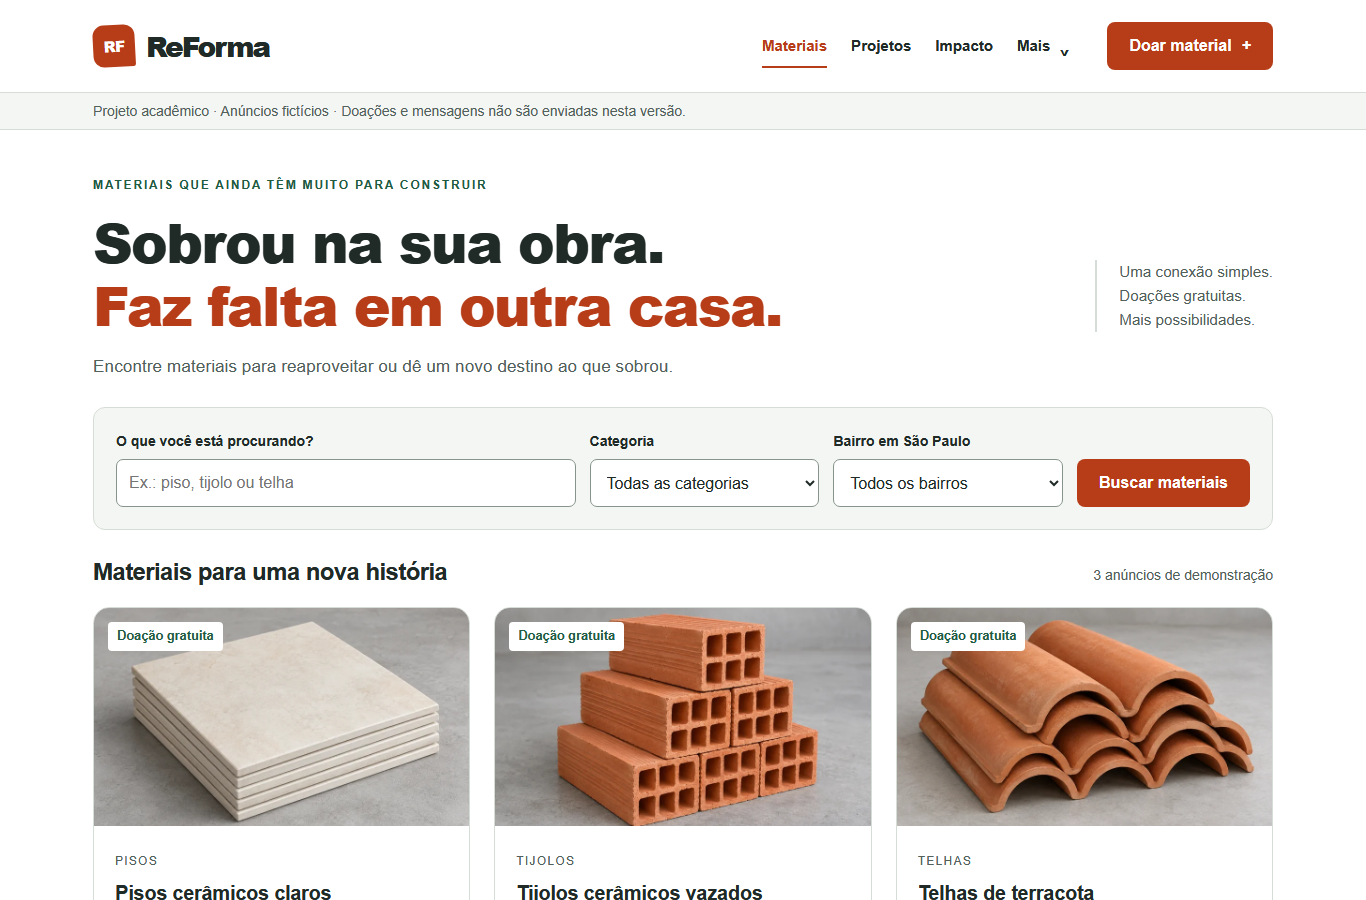 RF ReForma
Materiais Projetos Impacto Mais Doar material +
Projeto acadêmico · Anúncios fictícios · Doações e mensagens não são enviadas nesta versão.
MATERIAIS QUE AINDA TÊM MUITO PARA CONSTRUIR
Sobrou na sua obra.
Faz falta em outra casa.
Uma conexão simples.
Doações gratuitas.
Mais possibilidades.
Encontre materiais para reaproveitar ou dê um novo destino ao que sobrou.
O que você está procurando?
Ex.: piso, tijolo ou telha
Categoria
Todas as categorias
Bairro em São Paulo
Todos os bairros
Buscar materiais
Materiais para uma nova história
3 anúncios de demonstração
Doação gratuita
PISOS
Pisos cerâmicos claros
Doação gratuita
TIJOLOS
Tijolos cerâmicos vazados
Doação gratuita
TELHAS
Telhas de terracota